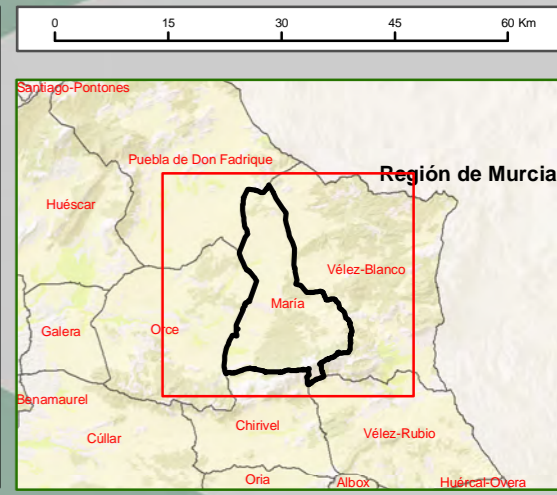 0 15 30 45 60 Km
Santiago-Pontones
Puebla de Don Fadrique
Región de Murcia
Huéscar
Vélez-Blanco
María
Galera
Orce
Benamaurel
Cúllar
Chirivel
Vélez-Rubio
Oria
Albox
Huércal-Overa